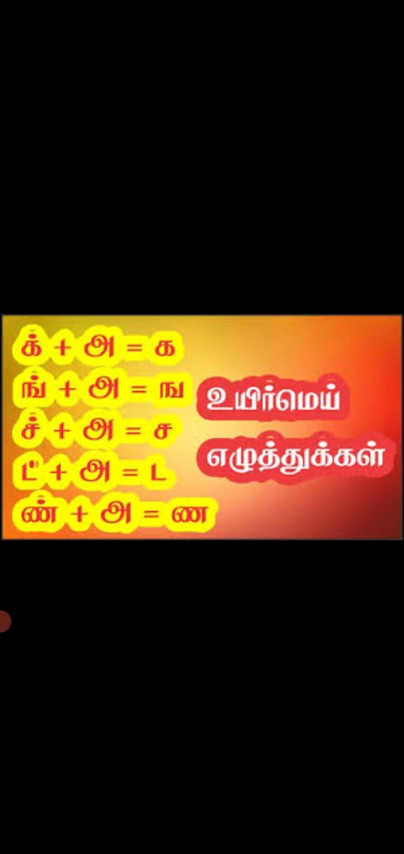 க் + அ = க
ங் + அ = ங
ச் + அ = ச
ட் + அ = ட
ண் + அ = ண
உயிர்மெய்
எழுத்துக்கள்